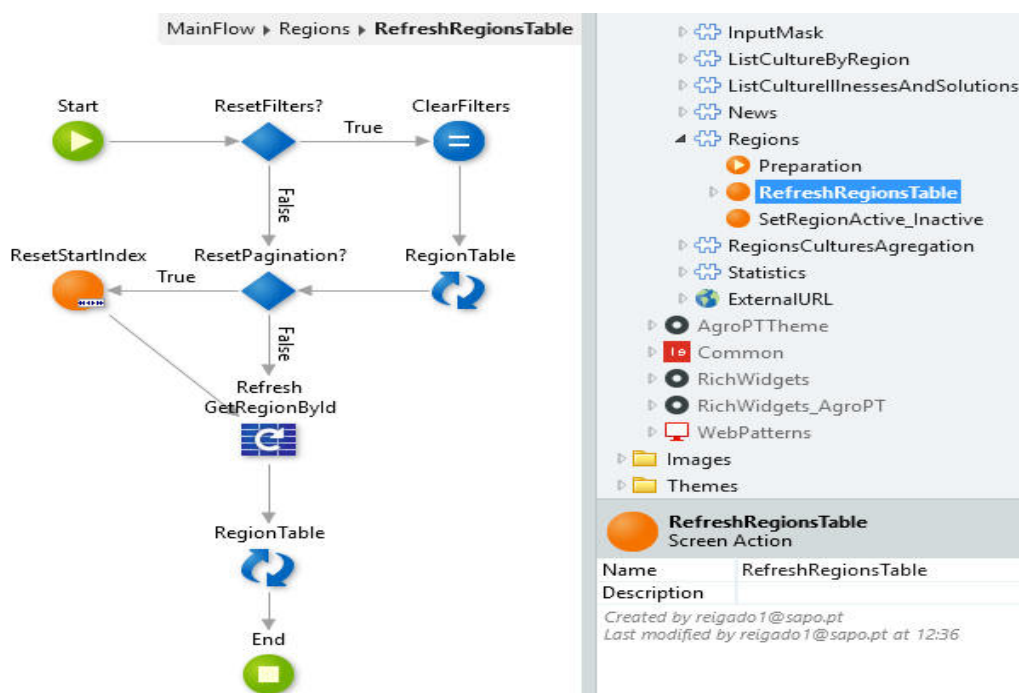 MainFlow ▸ Regions ▸ RefreshRegionsTable
Start
ResetFilters?
ClearFilters
True
False
ResetStartIndex
ResetPagination?
RegionTable
True
False
Refresh
GetRegionById
RegionTable
End
InputMask
ListCultureByRegion
ListCultureIllnessesAndSolutions
News
Regions
Preparation
RefreshRegionsTable
SetRegionActive_Inactive
RegionsCulturesAgregation
Statistics
ExternalURL
AgroPTTheme
Common
RichWidgets
RichWidgets_AgroPT
WebPatterns
Images
Themes
RefreshRegionsTable
Screen Action
Name RefreshRegionsTable
Description
Created by reigado1@sapo.pt
Last modified by reigado1@sapo.pt at 12:36